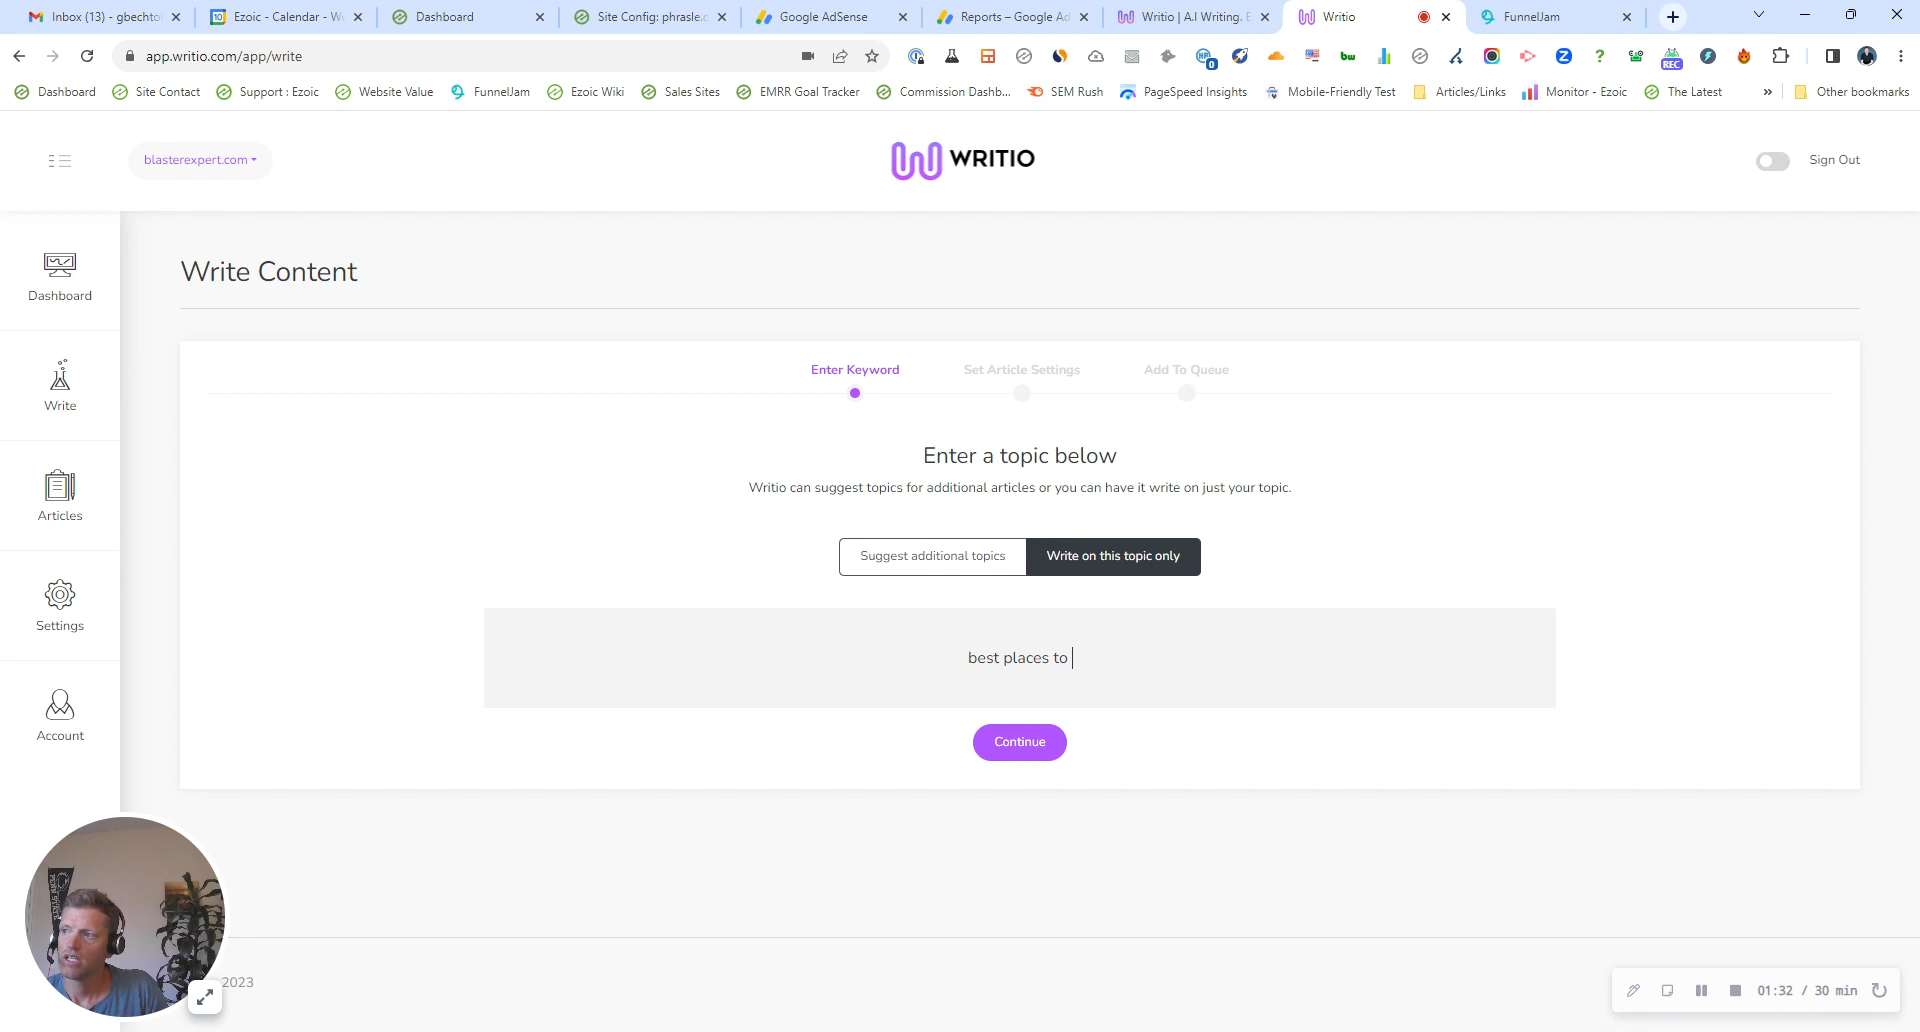 Inbox (13) - gbechto
Ezoic - Calendar - We
Dashboard
Site Config: phrasle.c
Google AdSense
Reports – Google Ad
Writio | A.I Writing. E
Writio
FunnelJam
app.writio.com/app/write
Dashboard
Site Contact
Support : Ezoic
Website Value
FunnelJam
Ezoic Wiki
Sales Sites
EMRR Goal Tracker
Commission Dashb...
SEM Rush
PageSpeed Insights
Mobile-Friendly Test
Articles/Links
Monitor - Ezoic
The Latest
»
Other bookmarks
blasterexpert.com
WRITIO
Sign Out
Dashboard
Write
Articles
Settings
Account
Write Content
Enter Keyword
Set Article Settings
Add To Queue
Enter a topic below
Writio can suggest topics for additional articles or you can have it write on just your topic.
Suggest additional topics
Write on this topic only
best places to
Continue
2023
01:32 / 30 min